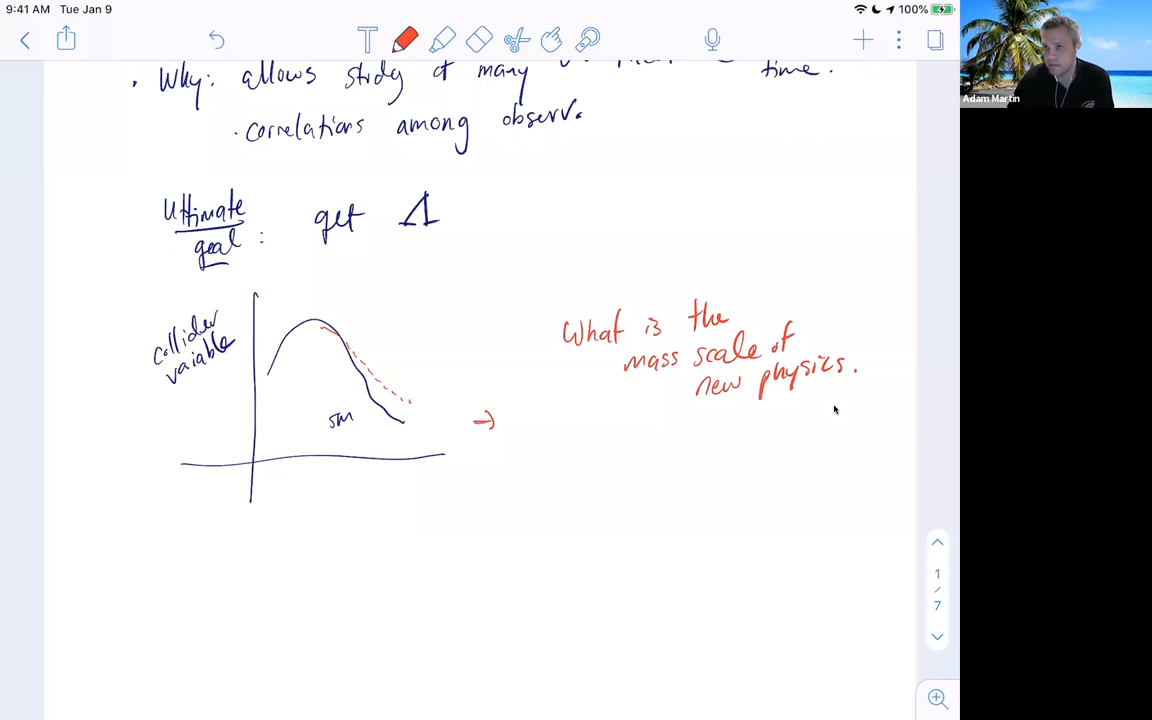 9:41 AM Tue Jan 9
100%
Adam Martin
. Why: allows study of many time.
. correlations among observ.
Ultimate
goal :
get Λ
collider
variable
SM
What is the
mass scale of
new physics.
1
/
7